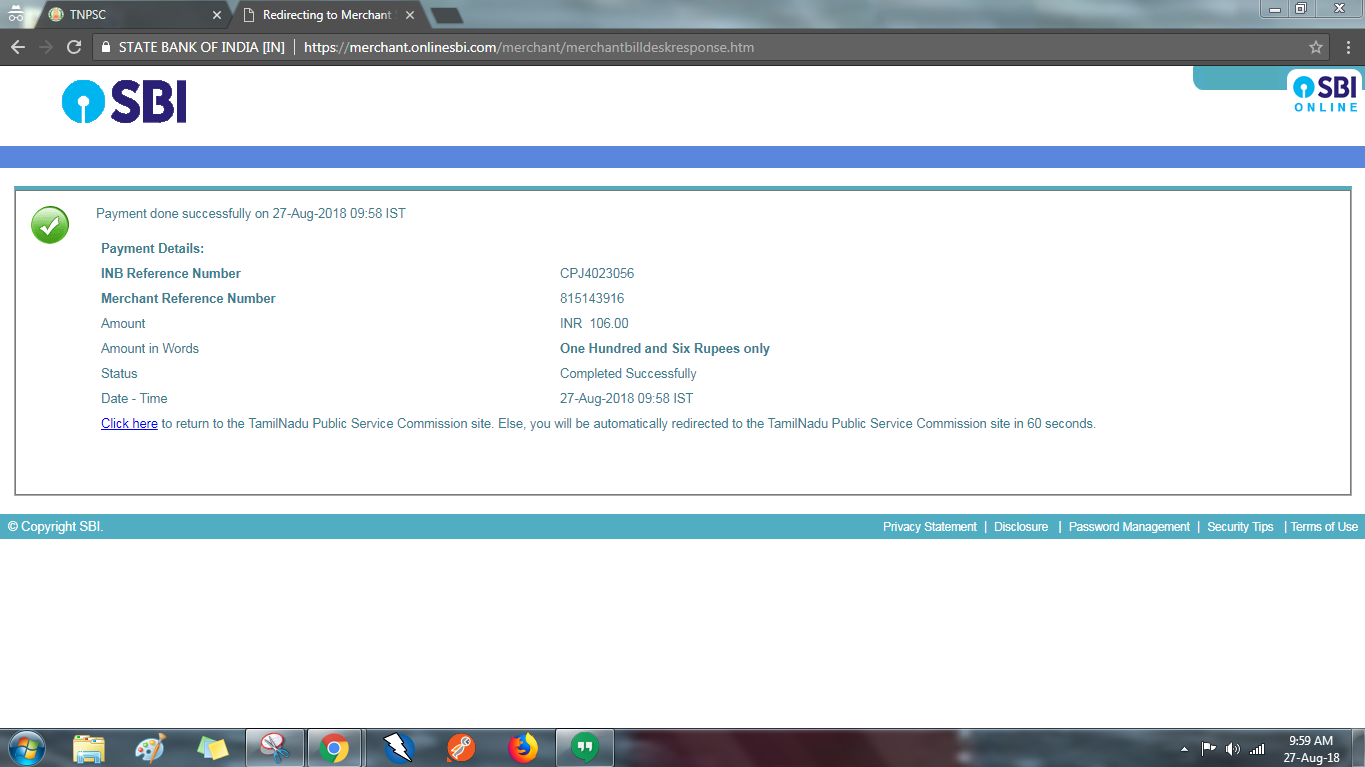 TNPSC
Redirecting to Merchant
STATE BANK OF INDIA [IN] | https://merchant.onlinesbi.com/merchant/merchantbilldeskresponse.htm
SBI
SBI
ONLINE
Payment done successfully on 27-Aug-2018 09:58 IST
Payment Details:
INB Reference Number CPJ4023056
Merchant Reference Number 815143916
Amount INR 106.00
Amount in Words One Hundred and Six Rupees only
Status Completed Successfully
Date - Time 27-Aug-2018 09:58 IST
Click here to return to the TamilNadu Public Service Commission site. Else, you will be automatically redirected to the TamilNadu Public Service Commission site in 60 seconds.
© Copyright SBI. Privacy Statement | Disclosure | Password Management | Security Tips | Terms of Use
9:59 AM
27-Aug-18